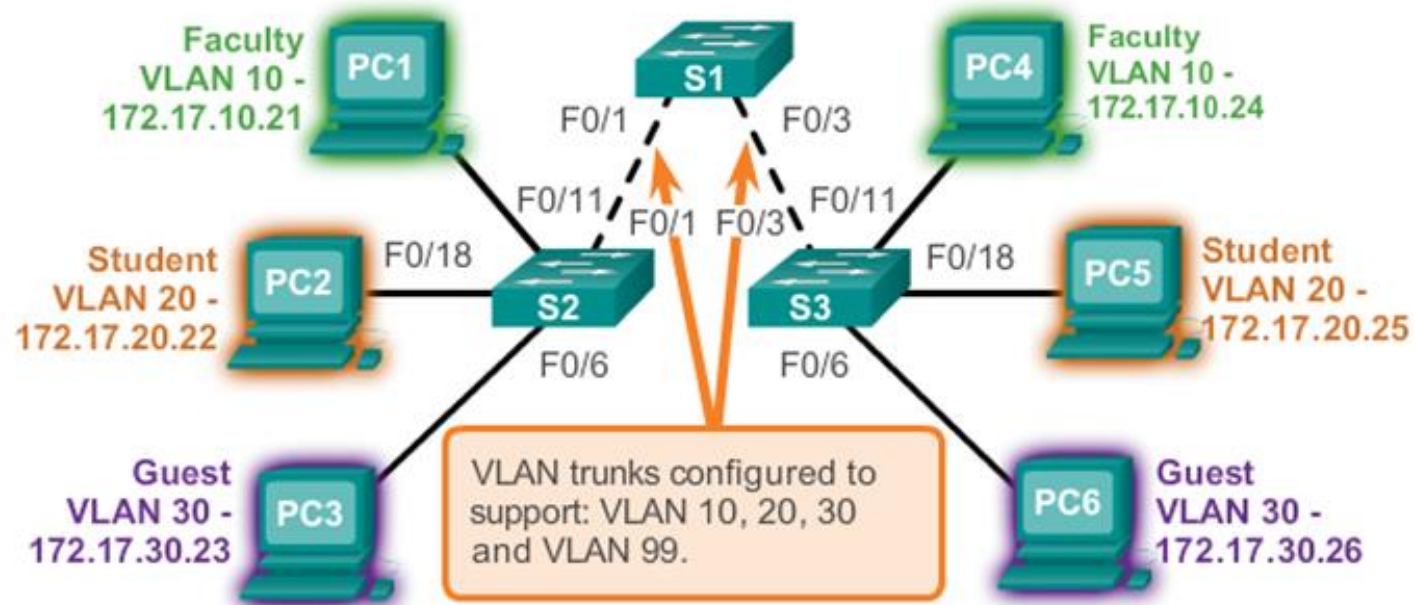 Faculty
VLAN 10 -
172.17.10.21
PC1
S1
PC4
Faculty
VLAN 10 -
172.17.10.24
F0/1
F0/3
F0/11
F0/1
F0/3
F0/11
Student
VLAN 20 -
172.17.20.22
PC2
F0/18
S2
S3
F0/18
PC5
Student
VLAN 20 -
172.17.20.25
F0/6
F0/6
Guest
VLAN 30 -
172.17.30.23
PC3
VLAN trunks configured to
support: VLAN 10, 20, 30
and VLAN 99.
PC6
Guest
VLAN 30 -
172.17.30.26